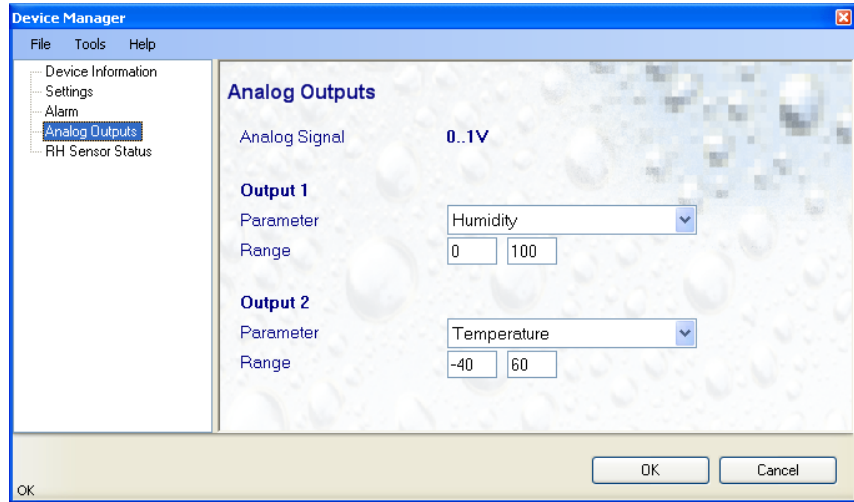 Device Manager
File Tools Help
Device Information
Settings
Alarm
Analog Outputs
RH Sensor Status
Analog Outputs
Analog Signal 0..1V
Output 1
Parameter Humidity
Range 0 100
Output 2
Parameter Temperature
Range -40 60
OK Cancel
OK